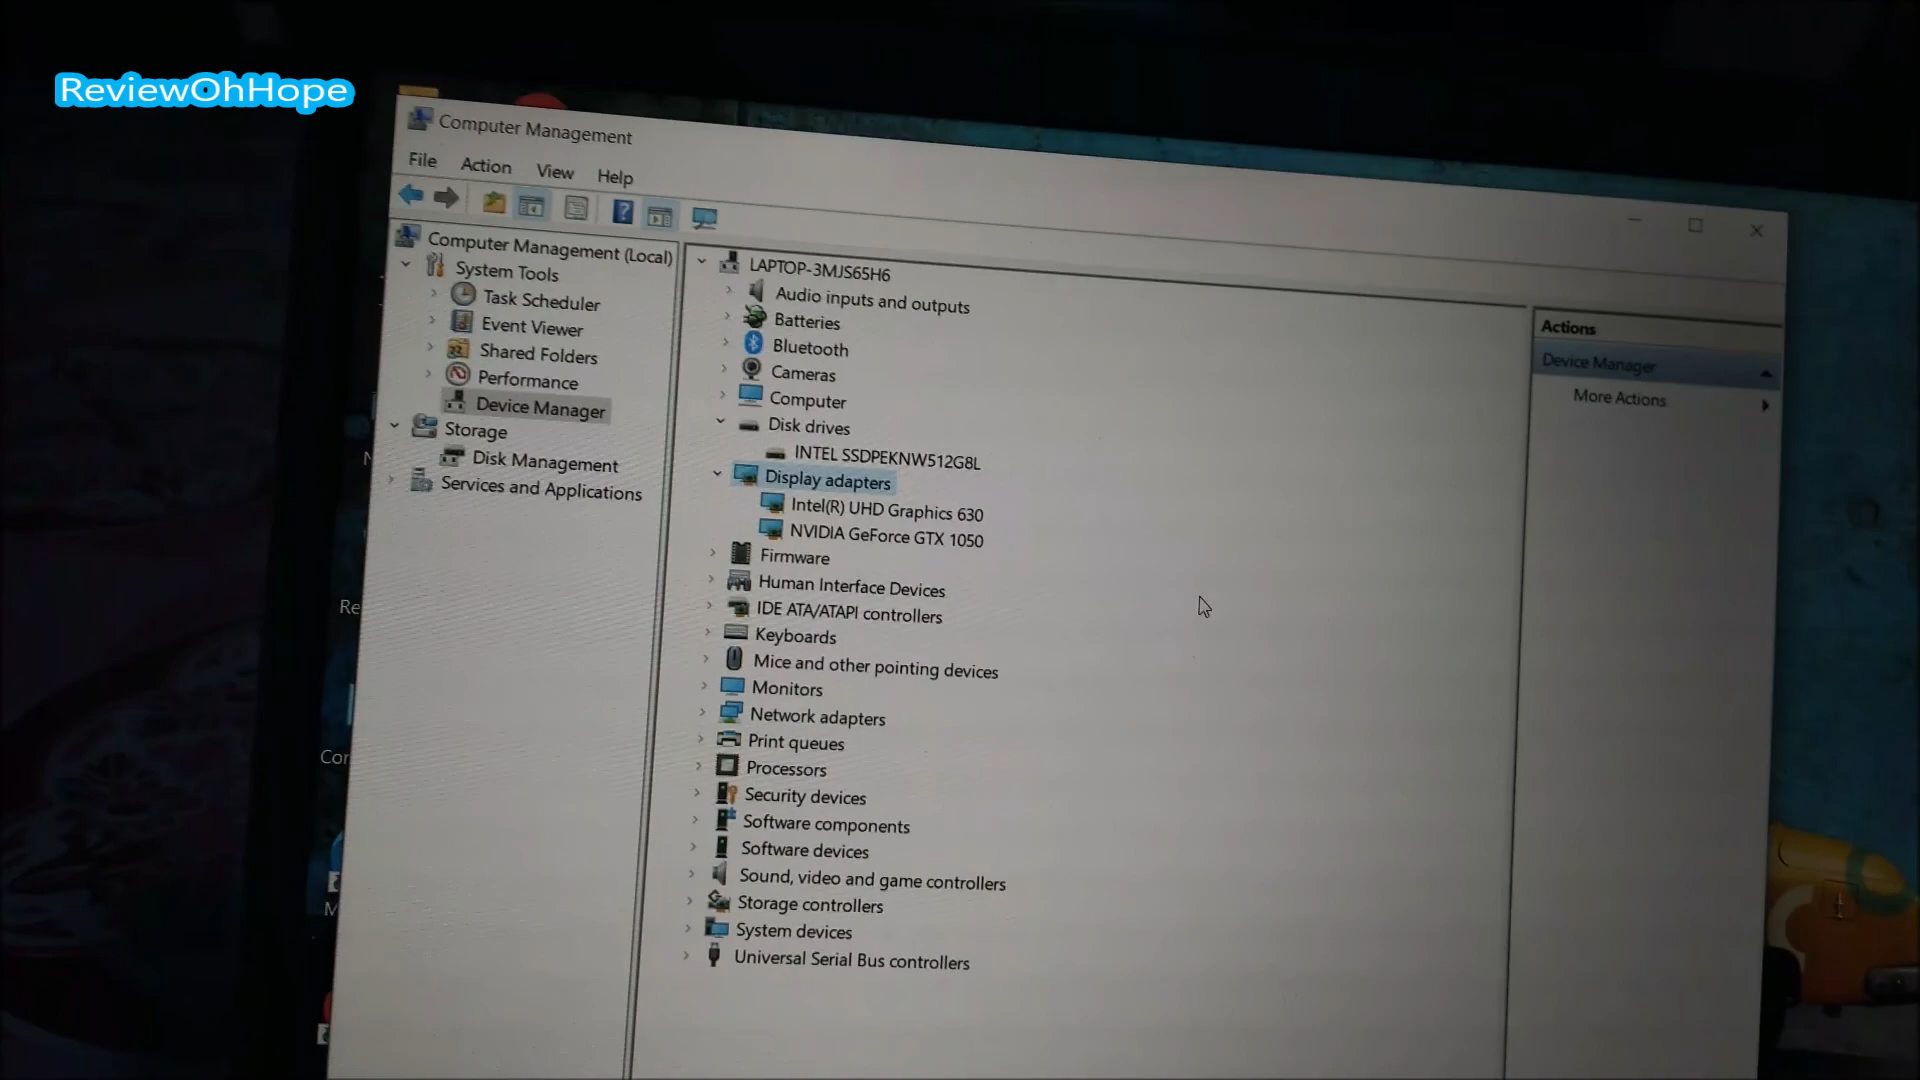 ReviewOhHope
Computer Management
File Action View Help
Computer Management (Local)
System Tools
Task Scheduler
Event Viewer
Shared Folders
Performance
Device Manager
Storage
Disk Management
Services and Applications
LAPTOP-3MJS65H6
Audio inputs and outputs
Batteries
Bluetooth
Cameras
Computer
Disk drives
INTEL SSDPEKNW512G8L
Display adapters
Intel(R) UHD Graphics 630
NVIDIA GeForce GTX 1050
Firmware
Human Interface Devices
IDE ATA/ATAPI controllers
Keyboards
Mice and other pointing devices
Monitors
Network adapters
Print queues
Processors
Security devices
Software components
Software devices
Sound, video and game controllers
Storage controllers
System devices
Universal Serial Bus controllers
Actions
Device Manager
More Actions
Re
Cor